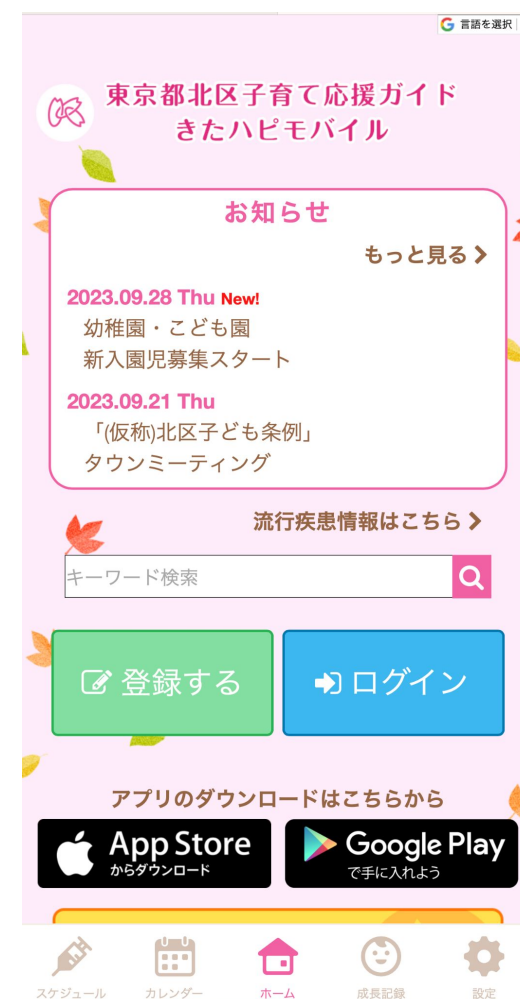 言語を選択
東京都北区子育て応援ガイド
きたハピモバイル
お知らせ
もっと見る
2023.09.28 Thu New!
幼稚園・こども園
新入園児募集スタート
2023.09.21 Thu
「(仮称)北区子ども条例」
タウンミーティング
流行疾患情報はこちら
キーワード検索
登録する
ログイン
アプリのダウンロードはこちらから
App Store
からダウンロード
Google Play
で手に入れよう
スケジュール
カレンダー
ホーム
成長記録
設定